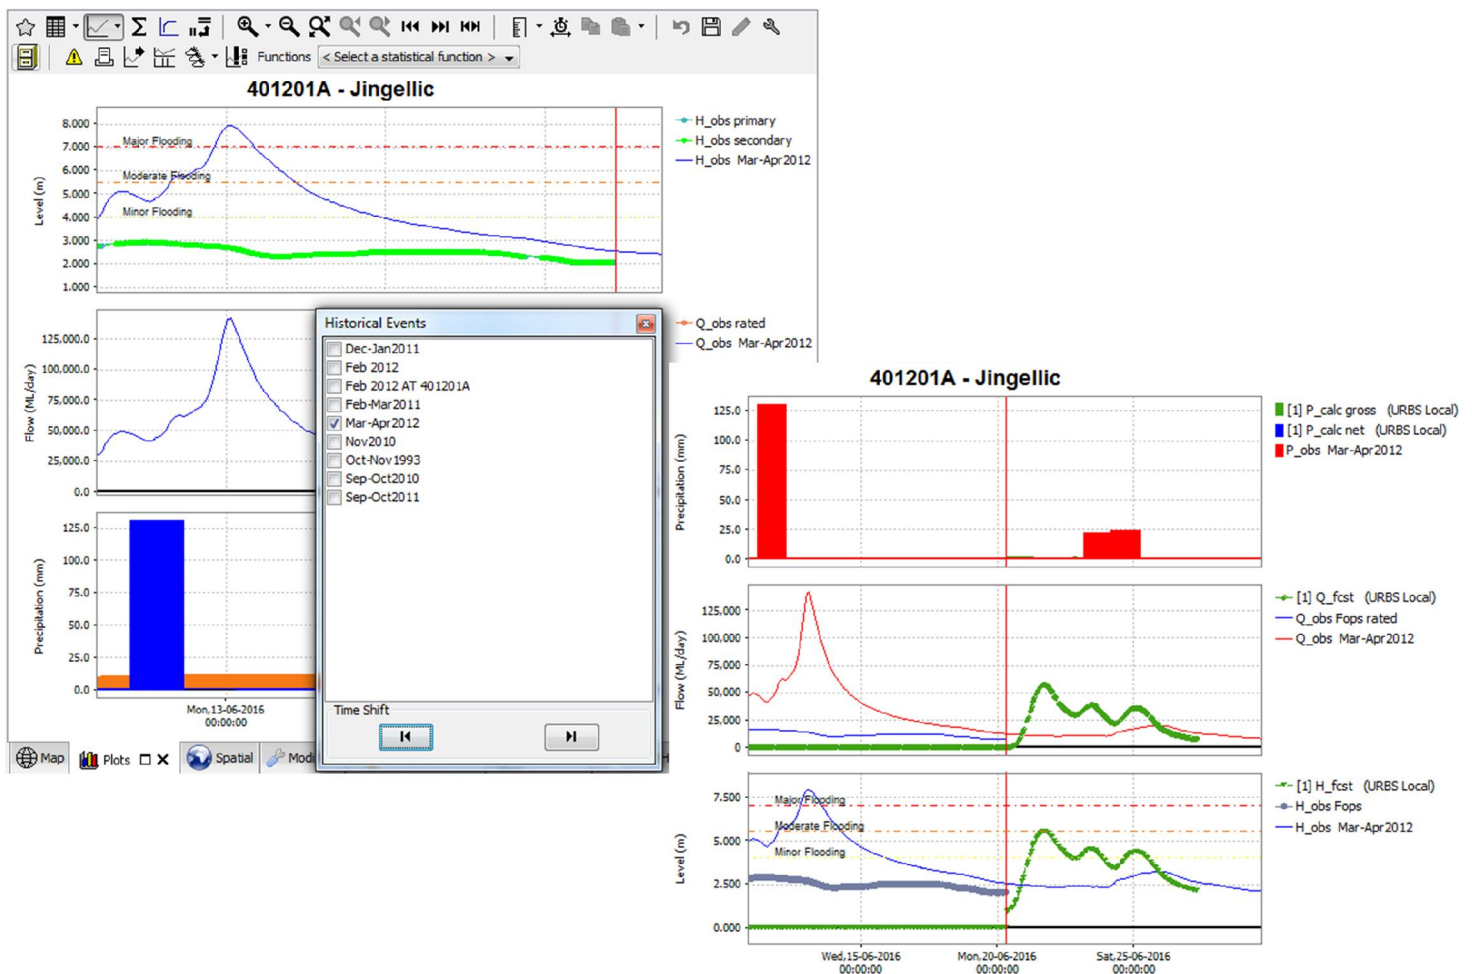 Functions < Select a statistical function >
401201A - Jingellic
8.000
7.000
6.000
5.000
4.000
3.000
2.000
1.000
Level (m)
Major Flooding
Moderate Flooding
Minor Flooding
H_obs primary
H_obs secondary
H_obs Mar-Apr2012
125,000.0
100,000.0
75,000.0
50,000.0
25,000.0
0.0
Flow (ML/day)
Q_obs rated
Q_obs Mar-Apr2012
125.0
100.0
75.0
50.0
25.0
0.0
Precipitation (mm)
Mon,13-06-2016
00:00:00
Map
Plots
Spatial
Modi
Historical Events
Dec-Jan2011
Feb 2012
Feb 2012 AT 401201A
Feb-Mar2011
Mar-Apr2012
Nov2010
Oct-Nov1993
Sep-Oct2010
Sep-Oct2011
Time Shift
401201A - Jingellic
125.0
100.0
75.0
50.0
25.0
0.0
Precipitation (mm)
[1] P_calc gross (URBS Local)
[1] P_calc net (URBS Local)
P_obs Mar-Apr2012
125.000
100.000
75.000
50.000
25.000
0
Flow (ML/day)
[1] Q_fcst (URBS Local)
Q_obs Fops rated
Q_obs Mar-Apr2012
7.500
5.000
2.500
0.000
Level (m)
Major Flooding
Moderate Flooding
Minor Flooding
[1] H_fcst (URBS Local)
H_obs Fops
H_obs Mar-Apr2012
Wed,15-06-2016
00:00:00
Mon,20-06-2016
00:00:00
Sat,25-06-2016
00:00:00